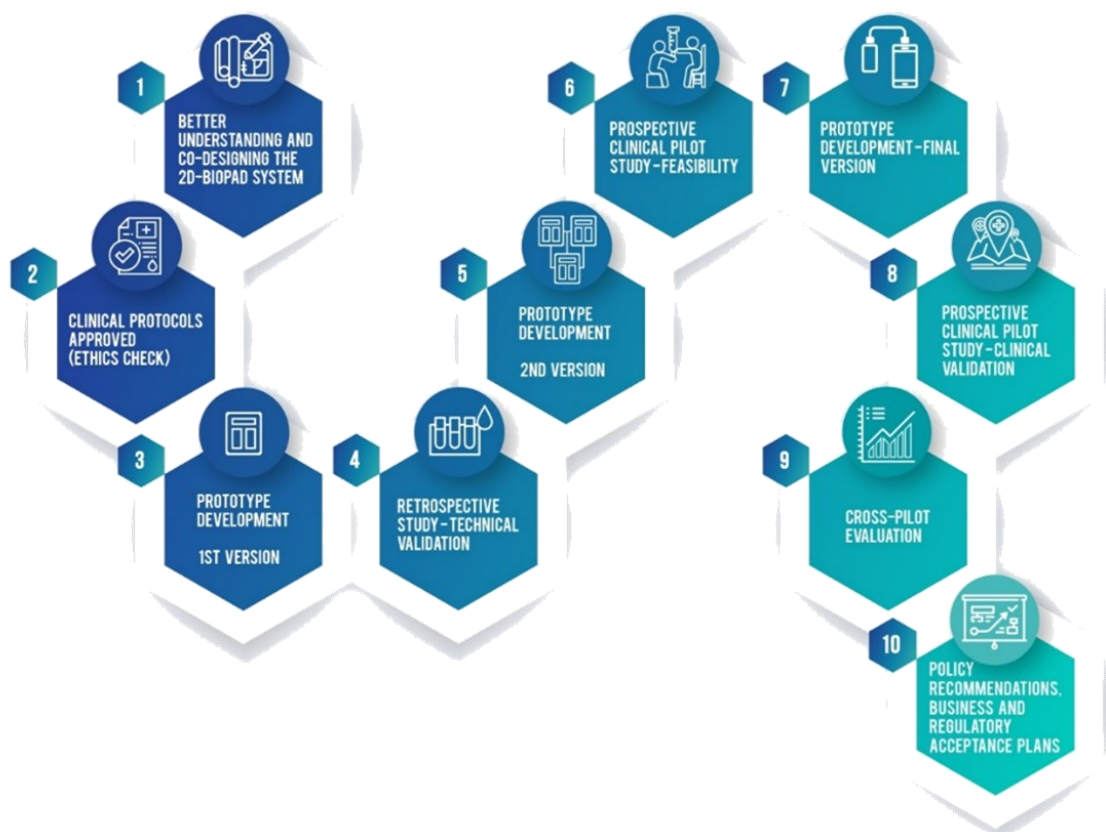 1
BETTER
UNDERSTANDING AND
CO-DESIGNING THE
2D-BIOPAD SYSTEM
2
CLINICAL PROTOCOLS
APPROVED
(ETHICS CHECK)
3
PROTOTYPE
DEVELOPMENT
1ST VERSION
4
RETROSPECTIVE
STUDY-TECHNICAL
VALIDATION
5
PROTOTYPE
DEVELOPMENT
2ND VERSION
6
PROSPECTIVE
CLINICAL PILOT
STUDY-FEASIBILITY
7
PROTOTYPE
DEVELOPMENT-FINAL
VERSION
8
PROSPECTIVE
CLINICAL PILOT
STUDY-CLINICAL
VALIDATION
9
CROSS-PILOT
EVALUATION
10
POLICY
RECOMMENDATIONS,
BUSINESS AND
REGULATORY
ACCEPTANCE PLANS